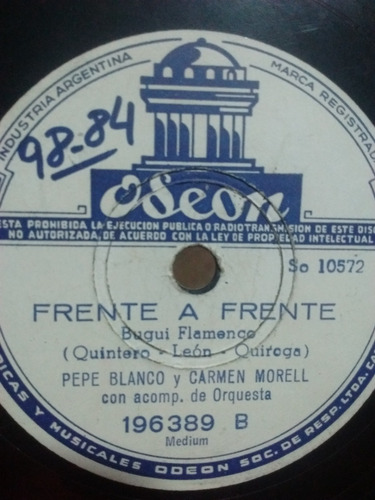 INDUSTRIA ARGENTINA
MARCA REGISTRADA
98-84
Odeon
ESTA PROHIBIDA LA EJECUCION PUBLICA O RADIOTRANSMISION DE ESTE DISCO
NO AUTORIZADA, DE ACUERDO CON LA LEY DE PROPIEDAD INTELECTUAL
So 10572
FRENTE A FRENTE
Bugui Flamenco
(Quintero - León - Quiroga)
PEPE BLANCO y CARMEN MORELL
con acomp. de Orquesta
196389 B
Medium
Y MUSICALES ODEON SOC. DE RESP. LTDA.